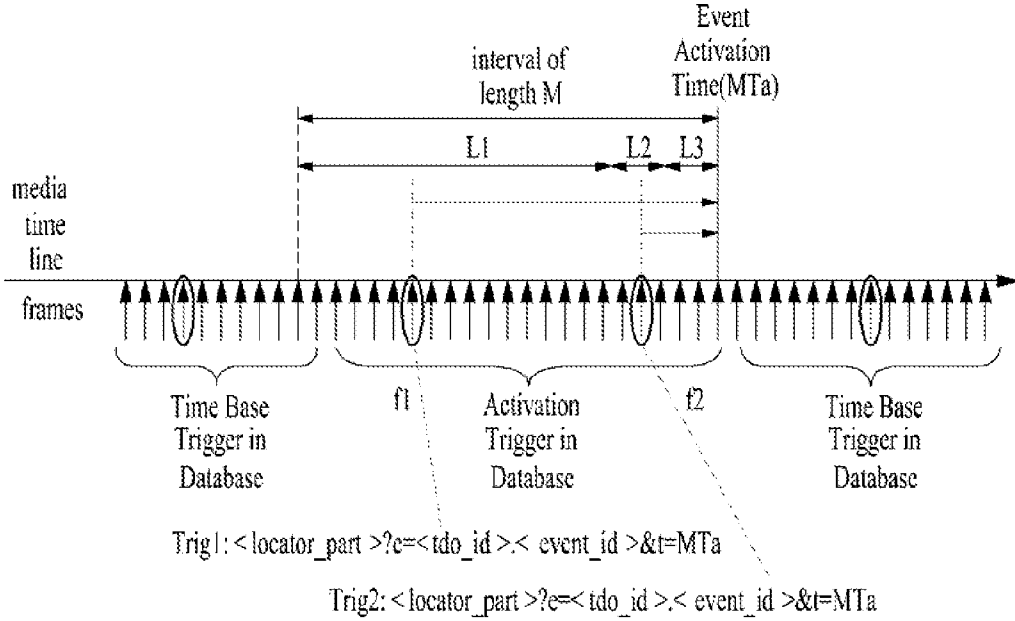 Event
Activation
Time(MTa)
interval of
length M
L1
L2
L3
media
time
line
frames
Time Base
Trigger in
Database
f1
Activation
Trigger in
Database
f2
Time Base
Trigger in
Database
Trig1: < locator_part >?e=< tdo_id >.< event_id >&t=MTa
Trig2: < locator_part >?e=< tdo_id >.< event_id >&t=MTa